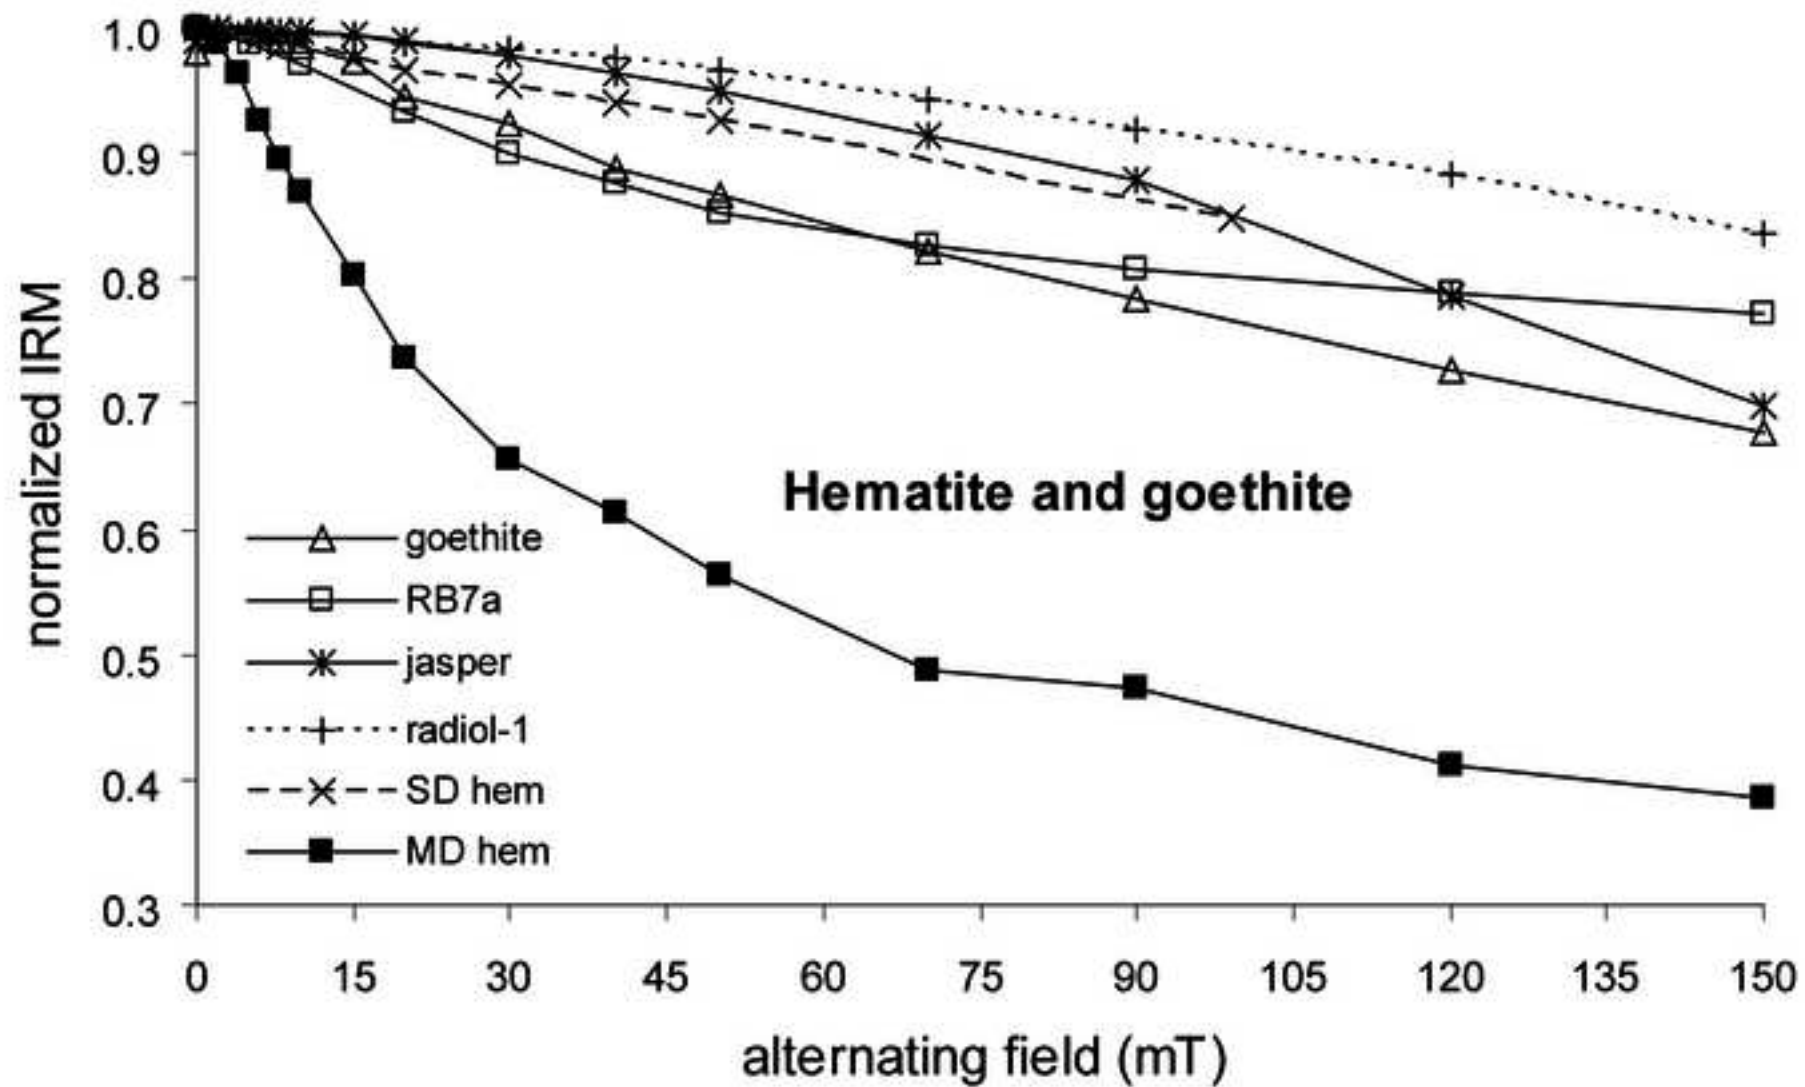 1.0
0.9
0.8
0.7
0.6
0.5
0.4
0.3
normalized IRM
Hematite and goethite
goethite
RB7a
jasper
radiol-1
SD hem
MD hem
0 15 30 45 60 75 90 105 120 135 150
alternating field (mT)